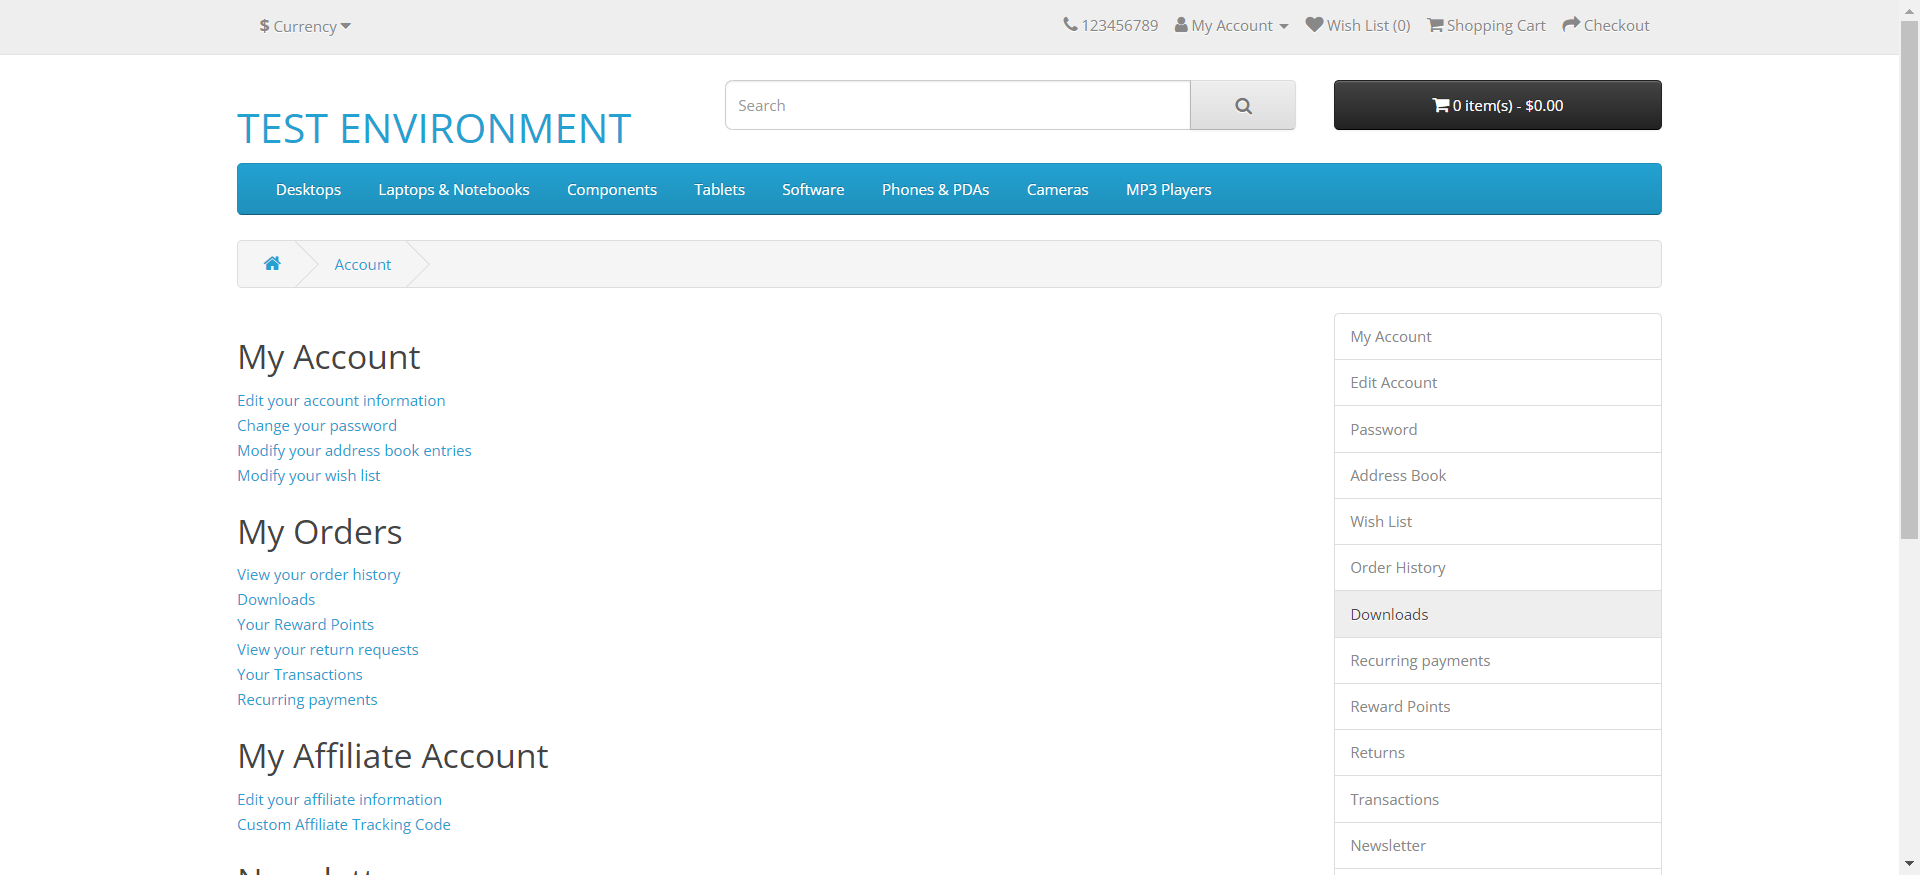 $ Currency
123456789 My Account Wish List (0) Shopping Cart Checkout
TEST ENVIRONMENT
Search
0 item(s) - $0.00
Desktops Laptops & Notebooks Components Tablets Software Phones & PDAs Cameras MP3 Players
Account
My Account
Edit your account information
Change your password
Modify your address book entries
Modify your wish list
My Orders
View your order history
Downloads
Your Reward Points
View your return requests
Your Transactions
Recurring payments
My Affiliate Account
Edit your affiliate information
Custom Affiliate Tracking Code
My Account
Edit Account
Password
Address Book
Wish List
Order History
Downloads
Recurring payments
Reward Points
Returns
Transactions
Newsletter